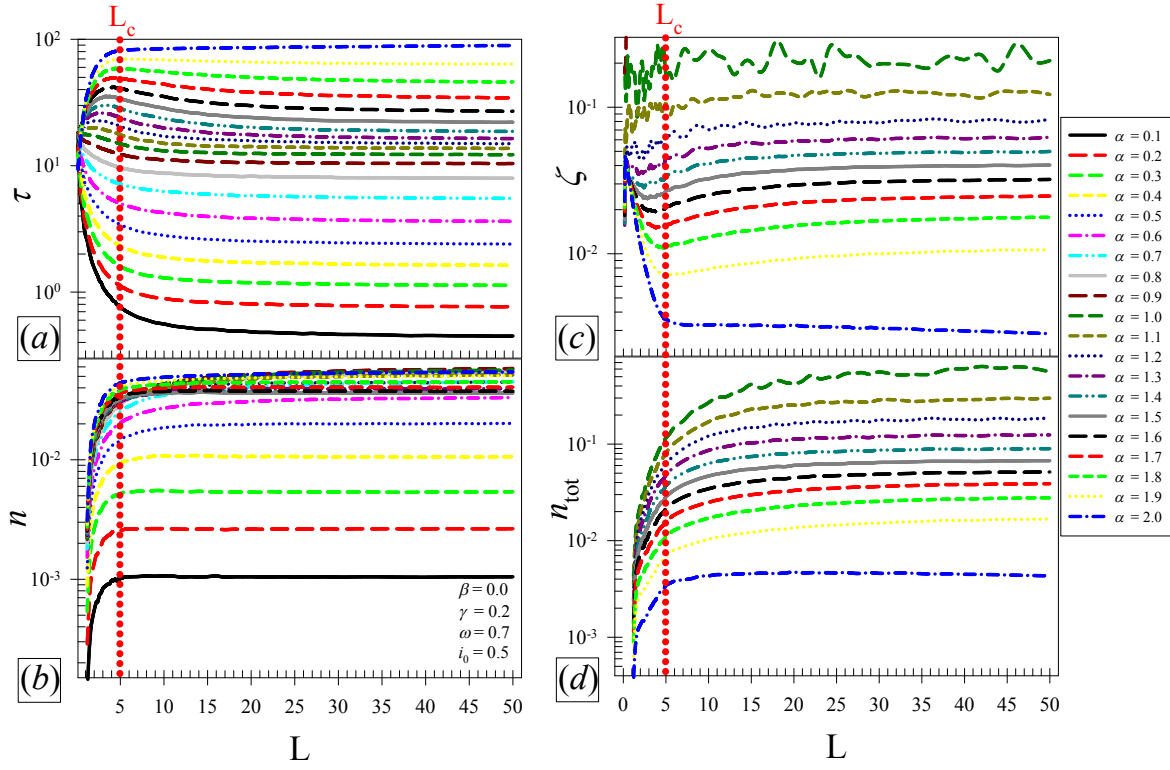 L_c
10^2
10^1
10^0
τ
(a)
10^-2
10^-3
n
(b)
β = 0.0
γ = 0.2
ω = 0.7
i_0 = 0.5
5 10 15 20 25 30 35 40 45 50
L
L_c
10^-1
10^-2
ζ
(c)
10^-1
10^-2
10^-3
n_tot
(d)
0 5 10 15 20 25 30 35 40 45 50
L
α = 0.1
α = 0.2
α = 0.3
α = 0.4
α = 0.5
α = 0.6
α = 0.7
α = 0.8
α = 0.9
α = 1.0
α = 1.1
α = 1.2
α = 1.3
α = 1.4
α = 1.5
α = 1.6
α = 1.7
α = 1.8
α = 1.9
α = 2.0